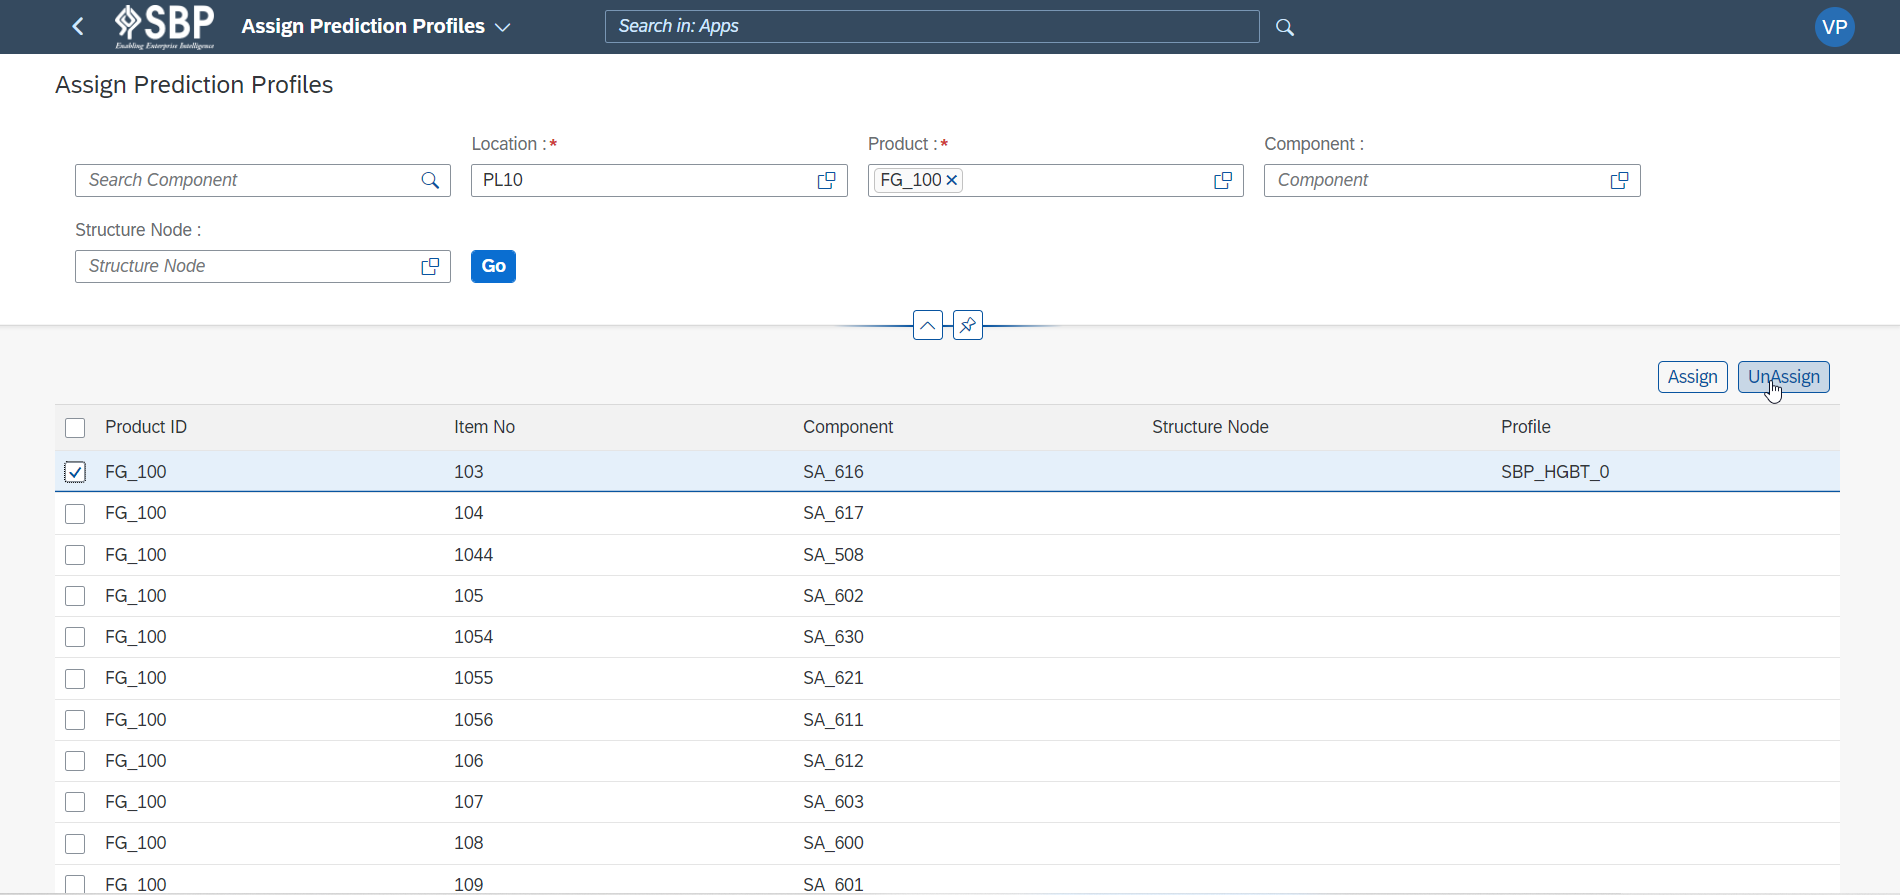 SBP
Enabling Enterprise Intelligence
Assign Prediction Profiles
Search in: Apps
VP
Assign Prediction Profiles
Search Component
Location :*
PL10
Product :*
FG_100
Component :
Component
Structure Node :
Structure Node
Go
Assign
UnAssign
Product ID Item No Component Structure Node Profile
FG_100 103 SA_616 SBP_HGBT_0
FG_100 104 SA_617
FG_100 1044 SA_508
FG_100 105 SA_602
FG_100 1054 SA_630
FG_100 1055 SA_621
FG_100 1056 SA_611
FG_100 106 SA_612
FG_100 107 SA_603
FG_100 108 SA_600
FG_100 109 SA_601